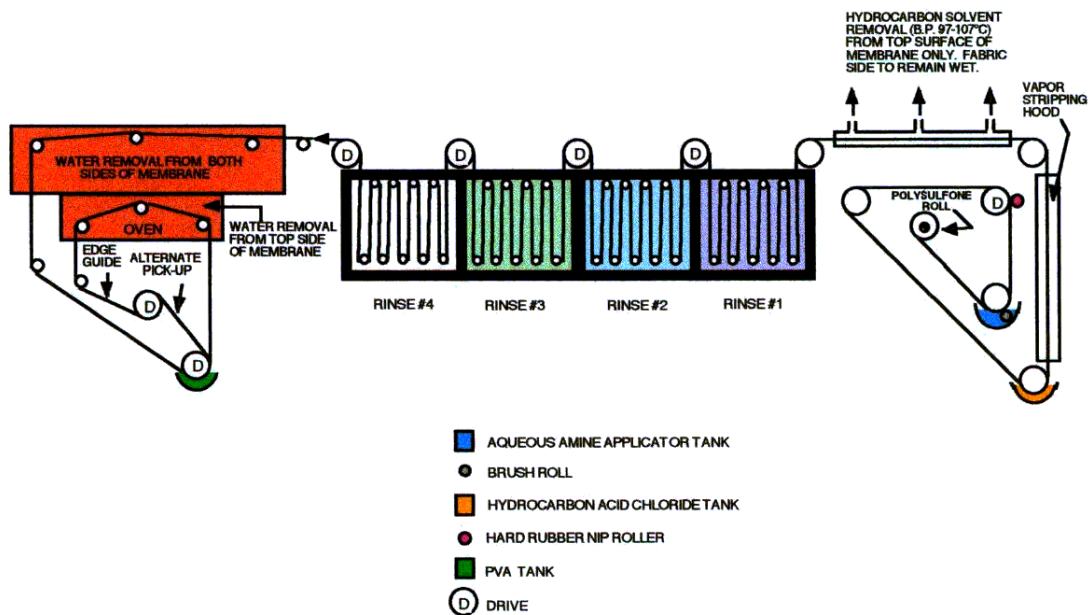 HYDROCARBON SOLVENT
REMOVAL (B.P. 97-107°C)
FROM TOP SURFACE OF
MEMBRANE ONLY. FABRIC
SIDE TO REMAIN WET.
VAPOR
STRIPPING
HOOD
WATER REMOVAL FROM BOTH
SIDES OF MEMBRANE
D
D
D
D
OVEN
WATER REMOVAL
FROM TOP SIDE
OF MEMBRANE
POLYSULFONE
ROLL
D
EDGE
GUIDE
ALTERNATE
PICK-UP
D
D
RINSE #4
RINSE #3
RINSE #2
RINSE #1
AQUEOUS AMINE APPLICATOR TANK
BRUSH ROLL
HYDROCARBON ACID CHLORIDE TANK
HARD RUBBER NIP ROLLER
PVA TANK
D DRIVE